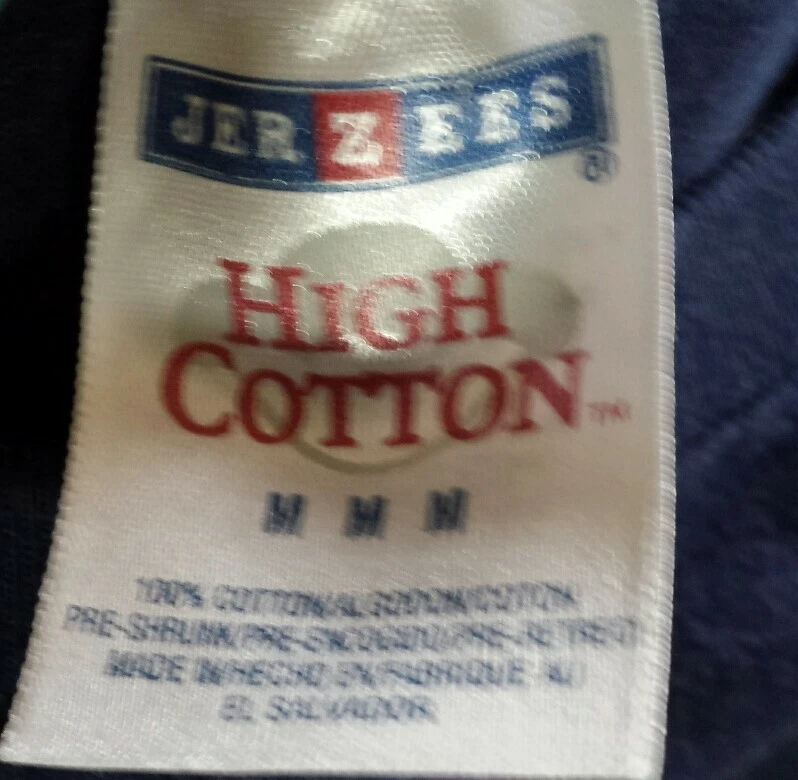 JERZEES®
HIGH
COTTON™
M M M
100% COTTON/ALGODON/COTON
PRE-SHRUNK/PRE-ENCOGIDO/PRE-RETRECI
MADE IN/HECHO EN/FABRIQUE AU
EL SALVADOR